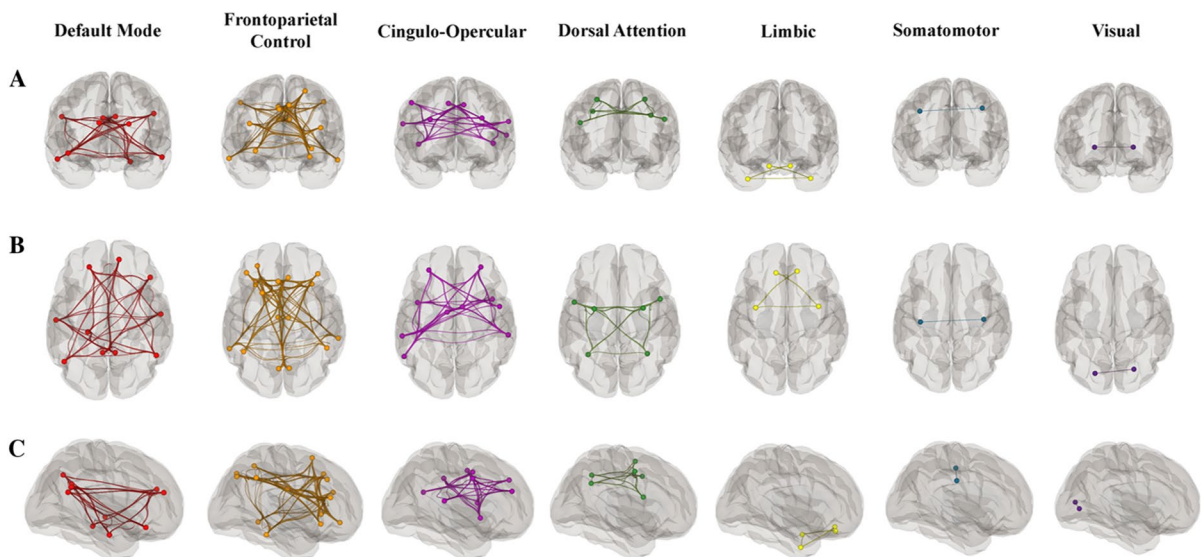 Default Mode
Frontoparietal
Control
Cingulo-Opercular
Dorsal Attention
Limbic
Somatomotor
Visual
A
B
C